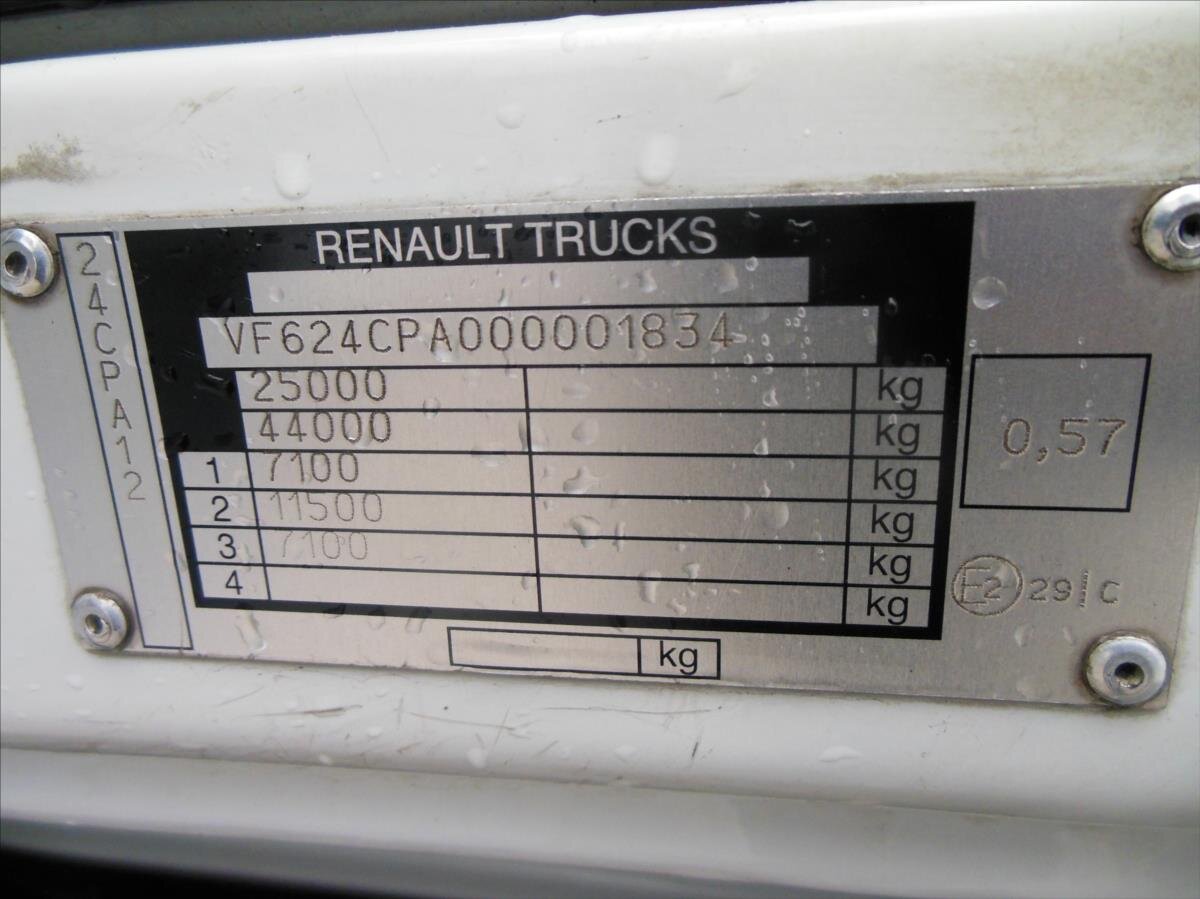 RENAULT TRUCKS
24CPA12
VF624CPA000001834
25000 kg
44000 kg
1 7100 kg
2 11500 kg
3 7100 kg
4 kg
kg
0,57
E2 29 C